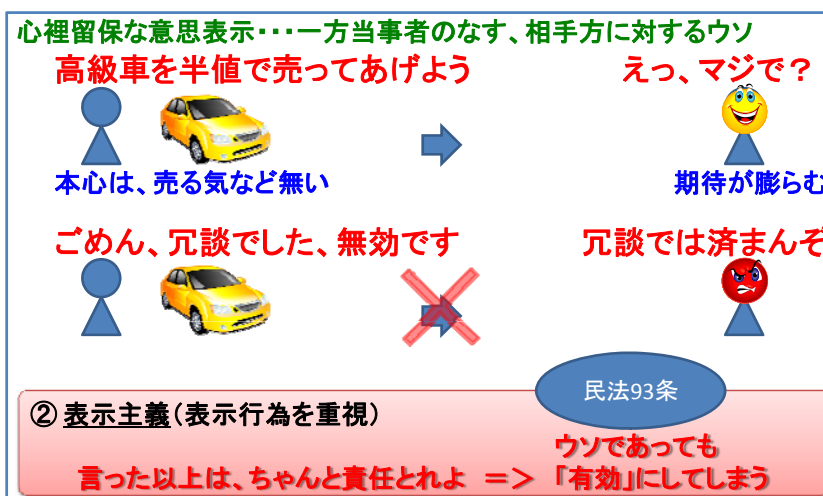 心裡留保な意思表示・・・一方当事者のなす、相手方に対するウソ
高級車を半値で売ってあげよう
えっ、マジで？
本心は、売る気など無い
期待が膨らむ
ごめん、冗談でした、無効です
冗談では済まんぞ
民法93条
② 表示主義（表示行為を重視）
ウソであっても
言った以上は、ちゃんと責任とれよ ＝＞ 「有効」にしてしまう